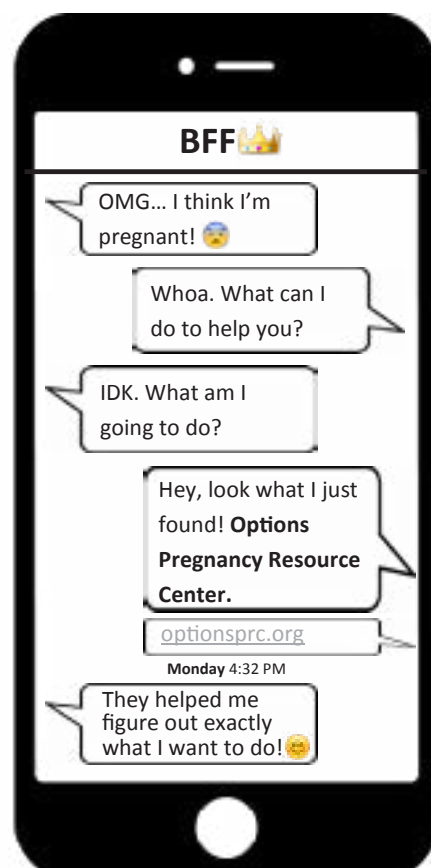 BFF👑
OMG… I think I’m
pregnant! 😨
Whoa. What can I
do to help you?
IDK. What am I
going to do?
Hey, look what I just
found! Options
Pregnancy Resource
Center.
optionsprc.org
Monday 4:32 PM
They helped me
figure out exactly
what I want to do!😊